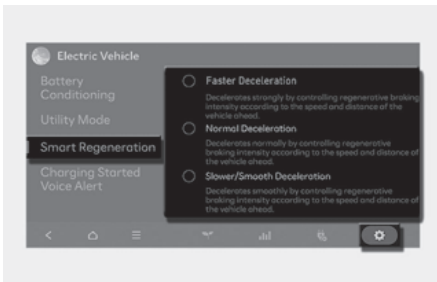 Electric Vehicle
Battery
Conditioning
Utility Mode
Smart Regeneration
Charging Started
Voice Alert
Faster Deceleration
Decelerates strongly by controlling regenerative braking
intensity according to the speed and distance of the
vehicle ahead.
Normal Deceleration
Decelerates normally by controlling regenerative
braking intensity according to the speed and distance of
the vehicle ahead.
Slower/Smooth Deceleration
Decelerates smoothly by controlling regenerative
braking intensity according to the speed and distance of
the vehicle ahead.